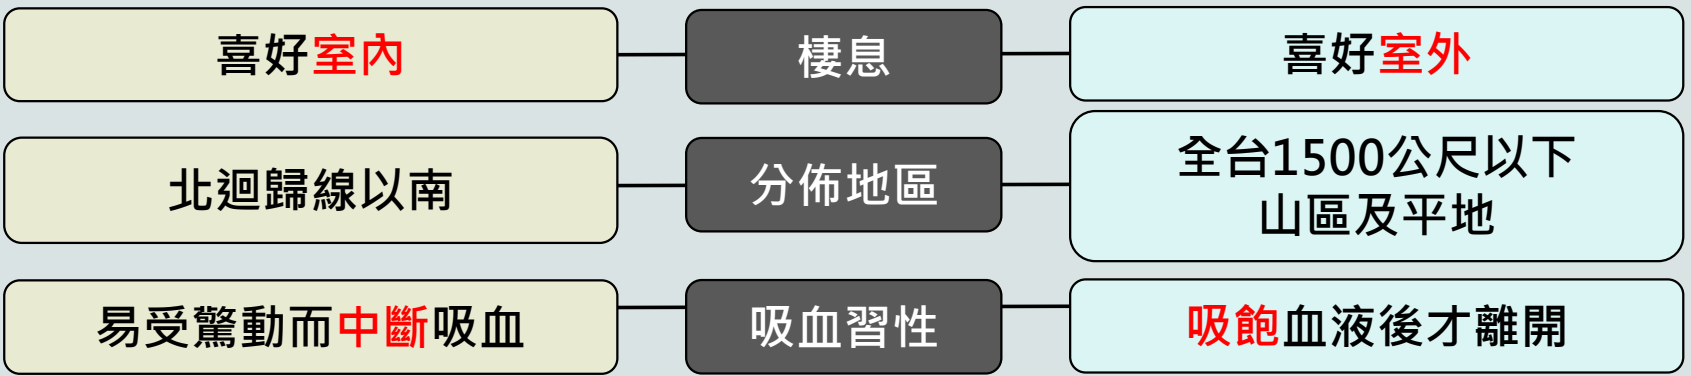 喜好室內
棲息
喜好室外
北迴歸線以南
分佈地區
全台1500公尺以下
山區及平地
易受驚動而中斷吸血
吸血習性
吸飽血液後才離開